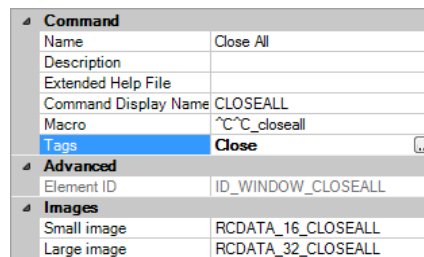 Command
Name Close All
Description
Extended Help File
Command Display Name CLOSEALL
Macro ^C^C_closeall
Tags Close ...
Advanced
Element ID ID_WINDOW_CLOSEALL
Images
Small image RCDATA_16_CLOSEALL
Large image RCDATA_32_CLOSEALL